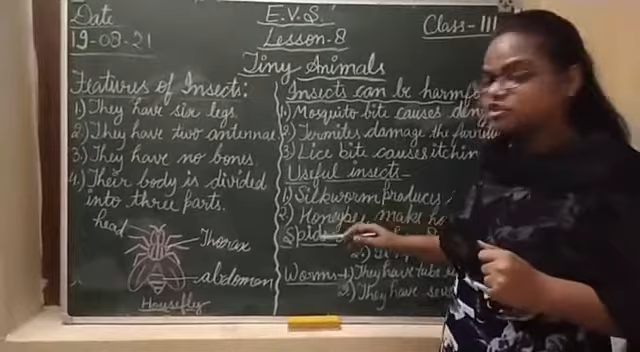 Date
19-08-21
E.V.S.
Class-III
Lesson-8
Tiny Animals
Features of Insect:
1) They have six legs
2) They have two antennae.
3) They have no bones.
4) Their body is divided
into three parts.
head
Thorax
abdomen
Housefly
Insects can be
1) Mosquito bite causes
2) Termites damage the
3) Lice bite causes
Useful insects-
1) Silkworm produces
2) Honeybee make
Worms-1) They have tube
2) They have